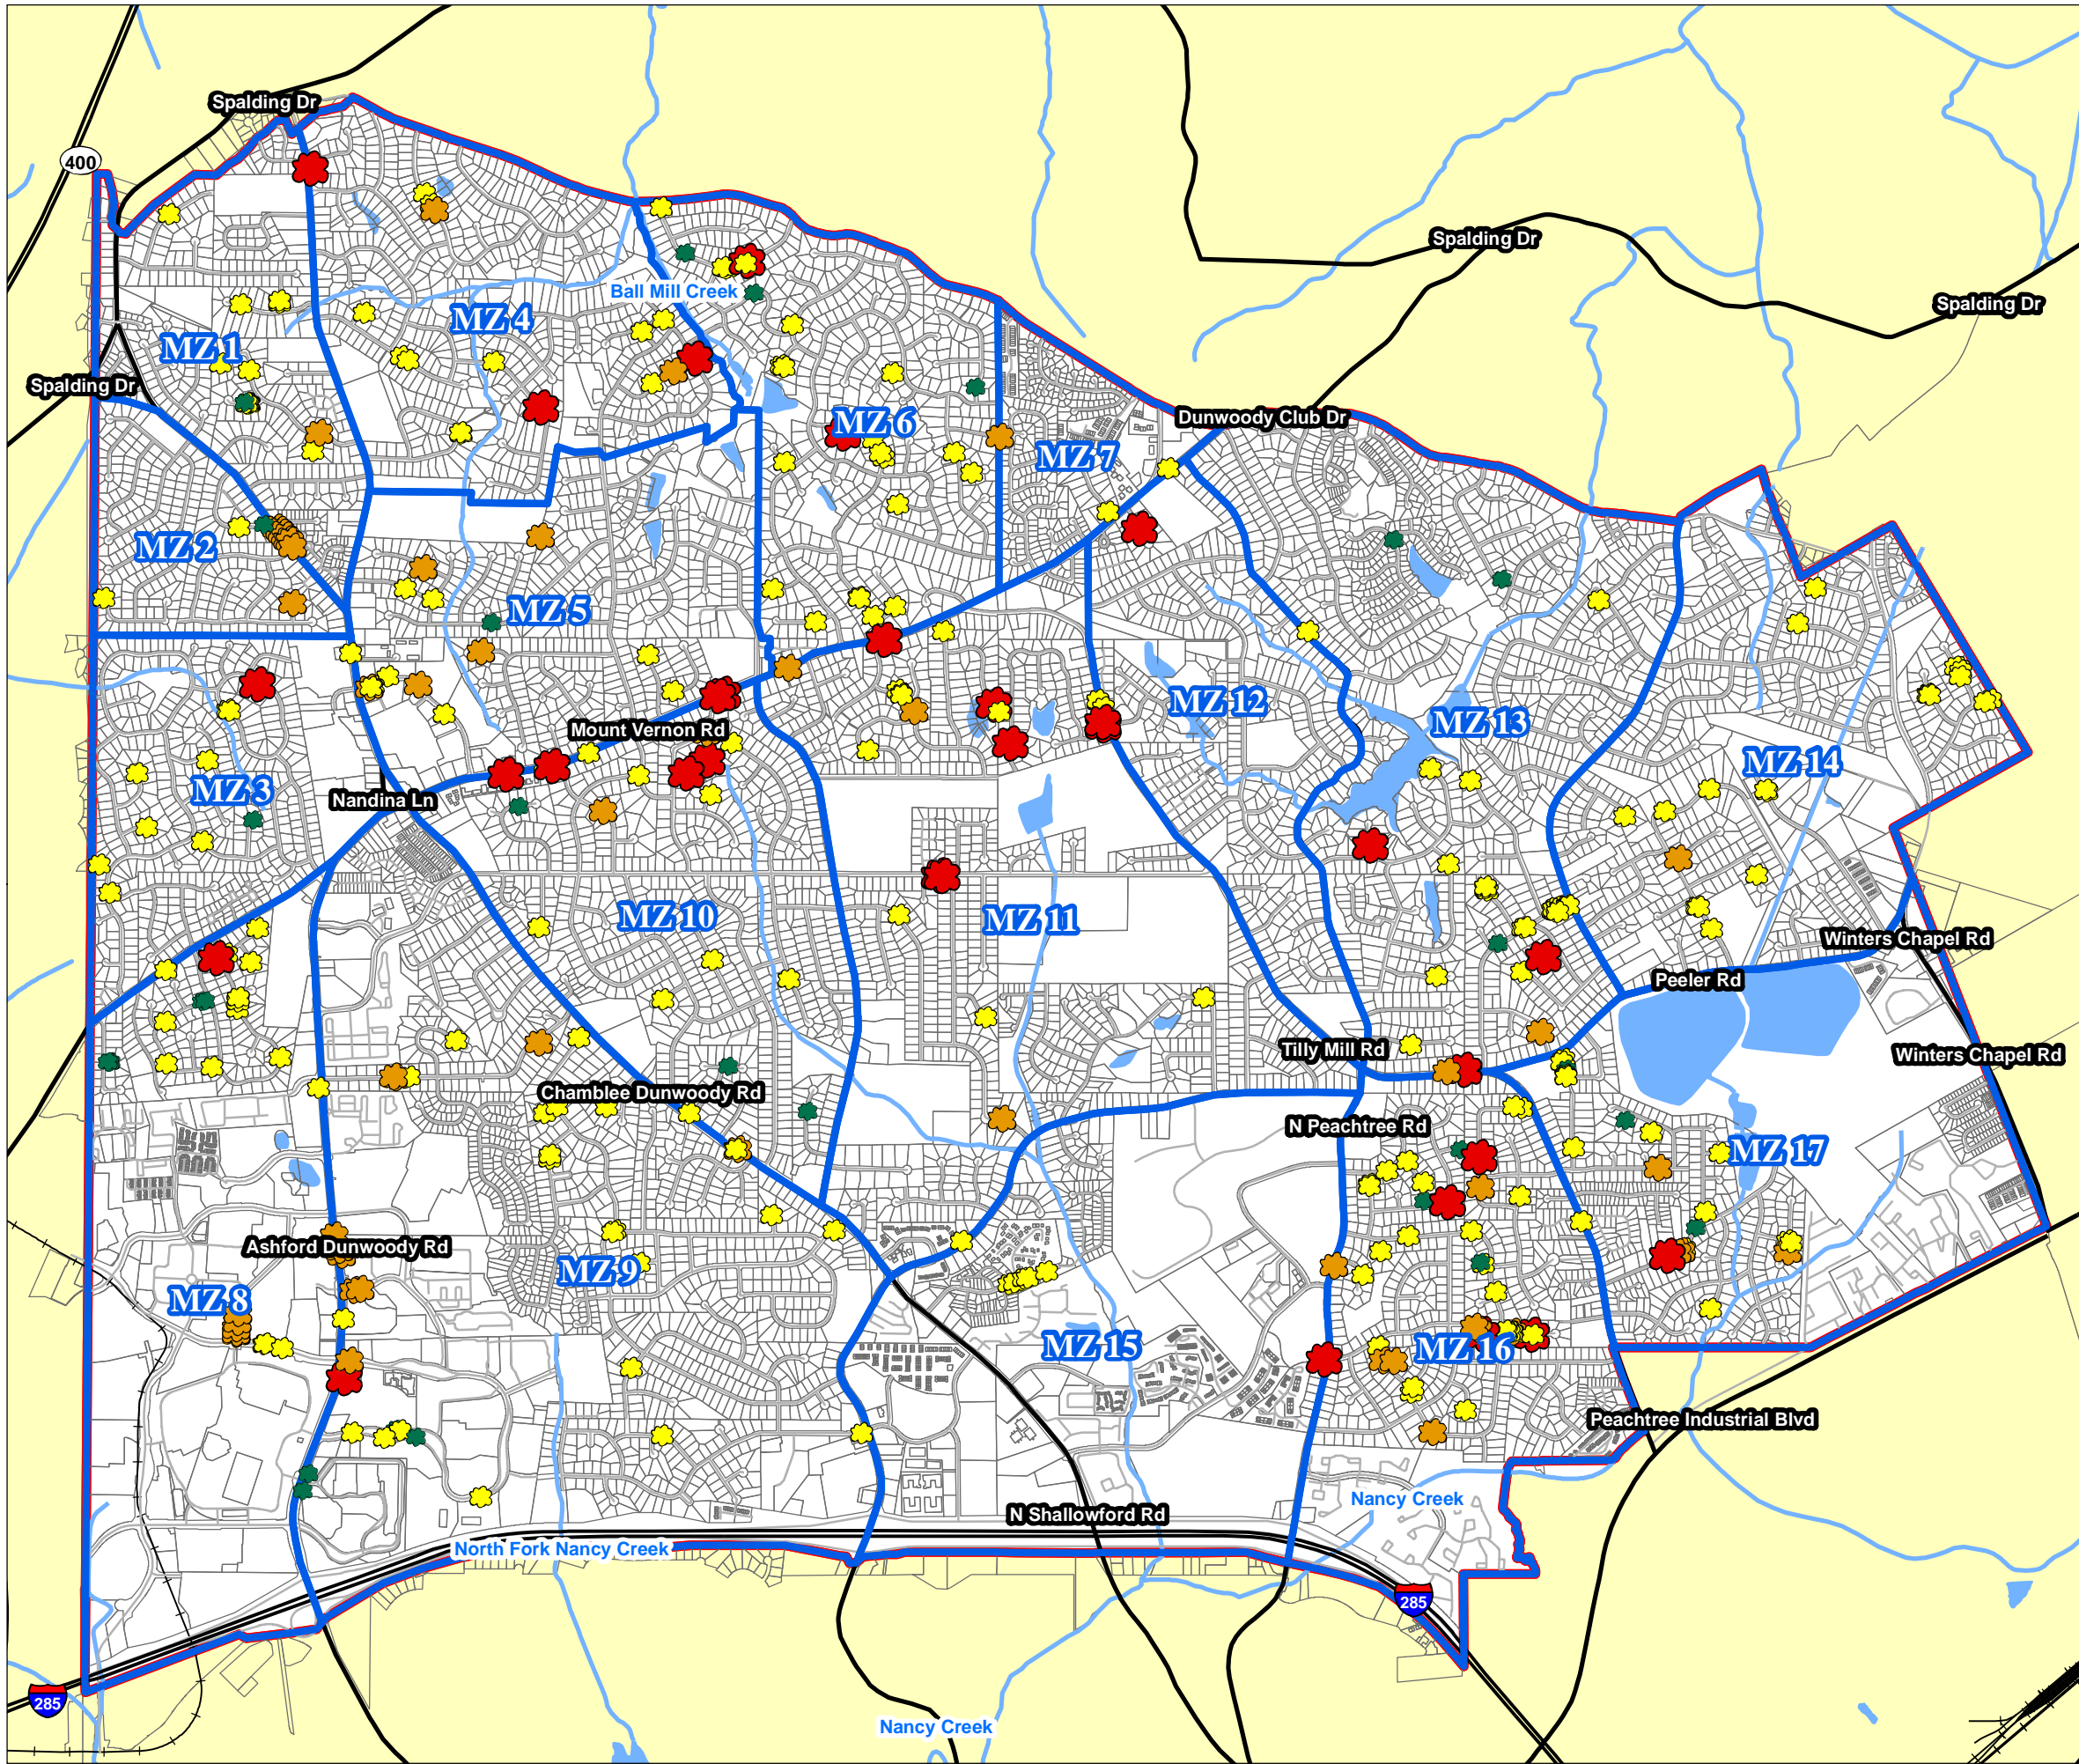 Spalding Dr
400
Spalding Dr
Ball Mill Creek
Spalding Dr
MZ 4
MZ 1
Spalding Dr
Dunwoody Club Dr
MZ 6
MZ 7
MZ 2
MZ 5
MZ 12
MZ 13
Mount Vernon Rd
MZ 14
MZ 3
Nandina Ln
MZ 10
MZ 11
Winters Chapel Rd
Peeler Rd
Tilly Mill Rd
Winters Chapel Rd
Chamblee Dunwoody Rd
N Peachtree Rd
MZ 17
Ashford Dunwoody Rd
MZ 9
MZ 8
MZ 15
MZ 16
Peachtree Industrial Blvd
Nancy Creek
N Shallowford Rd
North Fork Nancy Creek
285
285
Nancy Creek